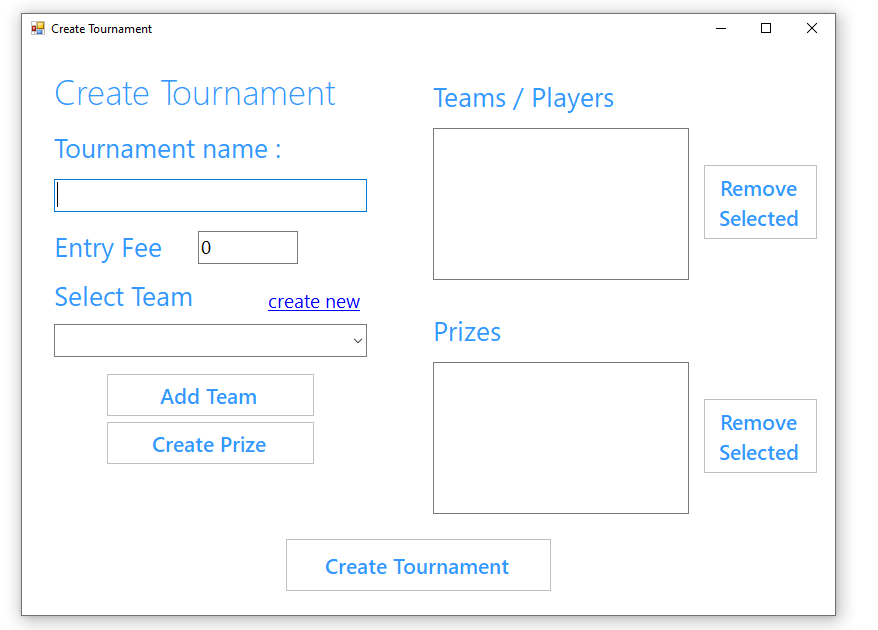 Create Tournament
Create Tournament
Tournament name :
Entry Fee
0
Select Team
create new
Add Team
Create Prize
Teams / Players
Remove
Selected
Prizes
Remove
Selected
Create Tournament